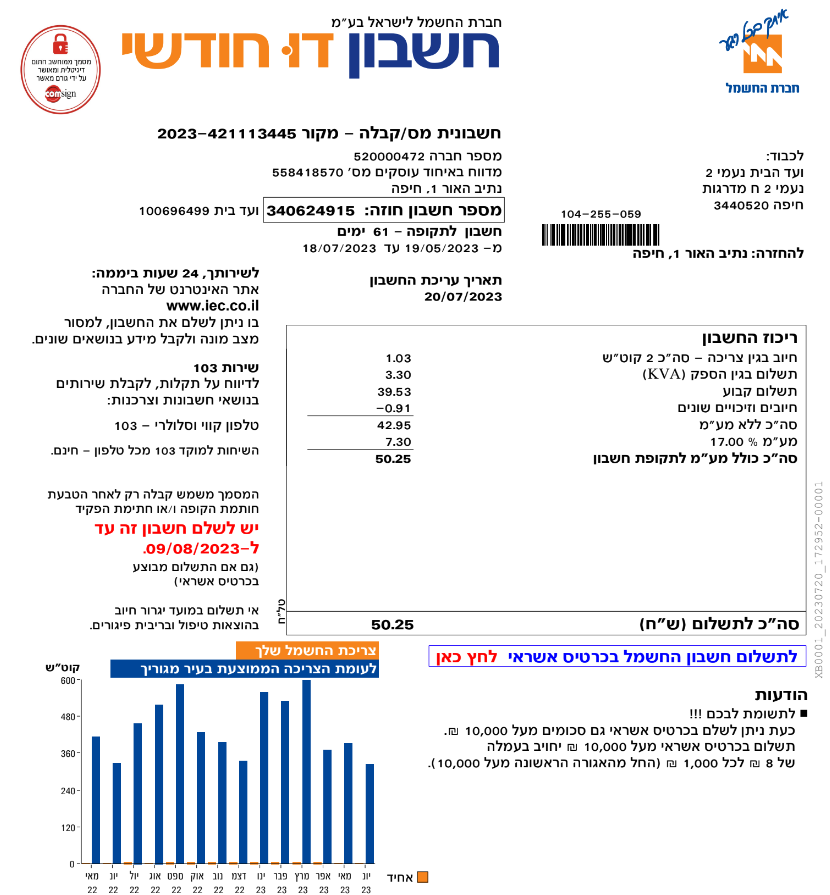 חברת החשמל לישראל בע״מ
חשבון דו-חודשי
איתך בכל רגע
חברת החשמל
מסמך ממוחשב חתום
דיגיטלית ומאושר
על ידי גורם מאשר
comsign
חשבונית מס/קבלה – מקור 2023-421113445
מספר חברה 520000472
מדווח באיחוד עוסקים מס׳ 558418570
נתיב האור 1, חיפה
מספר חשבון חוזה: 340624915 ועד בית 100696499
חשבון לתקופה – 61 ימים
מ- 19/05/2023 עד 18/07/2023
לכבוד:
ועד הבית נעמי 2
נעמי 2 ח מדרגות
חיפה 3440520
104-255-059
להחזרה: נתיב האור 1, חיפה
תאריך עריכת החשבון
20/07/2023
לשירותך, 24 שעות ביממה:
אתר האינטרנט של החברה
www.iec.co.il
בו ניתן לשלם את החשבון, למסור
מצב מונה ולקבל מידע בנושאים שונים.
שירות 103
לדיווח על תקלות, לקבלת שירותים
בנושאי חשבונות וצרכנות:
טלפון קווי וסלולרי – 103
השיחות למוקד 103 מכל טלפון – חינם.
המסמך משמש קבלה רק לאחר הטבעת
חותמת הקופה ו/או חתימת הפקיד
יש לשלם חשבון זה עד
ל-09/08/2023.
(גם אם התשלום מבוצע
בכרטיס אשראי)
אי תשלום במועד יגרור חיוב
בהוצאות טיפול ובריבית פיגורים.
ריכוז החשבון
חיוב בגין צריכה – סה״כ 2 קוט״ש 1.03
תשלום בגין הספק (KVA) 3.30
תשלום קבוע 39.53
חיובים וזיכויים שונים -0.91
סה״כ ללא מע״מ 42.95
מע״מ % 17.00 7.30
סה״כ כולל מע״מ לתקופת חשבון 50.25
סה״כ לתשלום (ש״ח) 50.25
טל״ח
XB0001_20230720_172952-00001
לתשלום חשבון החשמל בכרטיס אשראי לחץ כאן
הודעות
■ לתשומת לבכם !!!
כעת ניתן לשלם בכרטיס אשראי גם סכומים מעל 10,000 ₪.
תשלום בכרטיס אשראי מעל 10,000 ₪ יחויב בעמלה
של 8 ₪ לכל 1,000 ₪ (החל מהאגורה הראשונה מעל 10,000).
צריכת החשמל שלך
לעומת הצריכה הממוצעת בעיר מגוריך
קוט״ש
600
480
360
240
120
0
מאי יונ יול אוג ספט אוק נוב דצמ ינו פבר מרץ אפר מאי יונ
22 22 22 22 22 22 22 22 23 23 23 23 23 23
אחיד